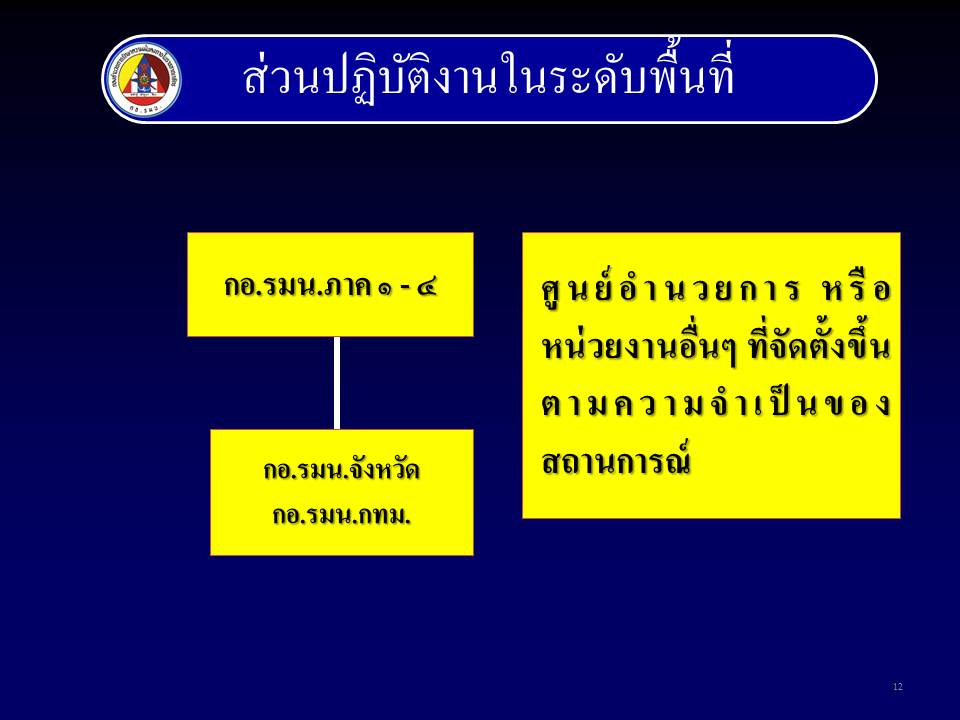 ส่วนปฏิบัติงานในระดับพื้นที่
กอ.รมน.ภาค ๑ - ๔
กอ.รมน.จังหวัด
กอ.รมน.กทม.
ศูนย์อำนวยการ หรือ
หน่วยงานอื่นๆ ที่จัดตั้งขึ้น
ตามความจำเป็นของ
สถานการณ์
12